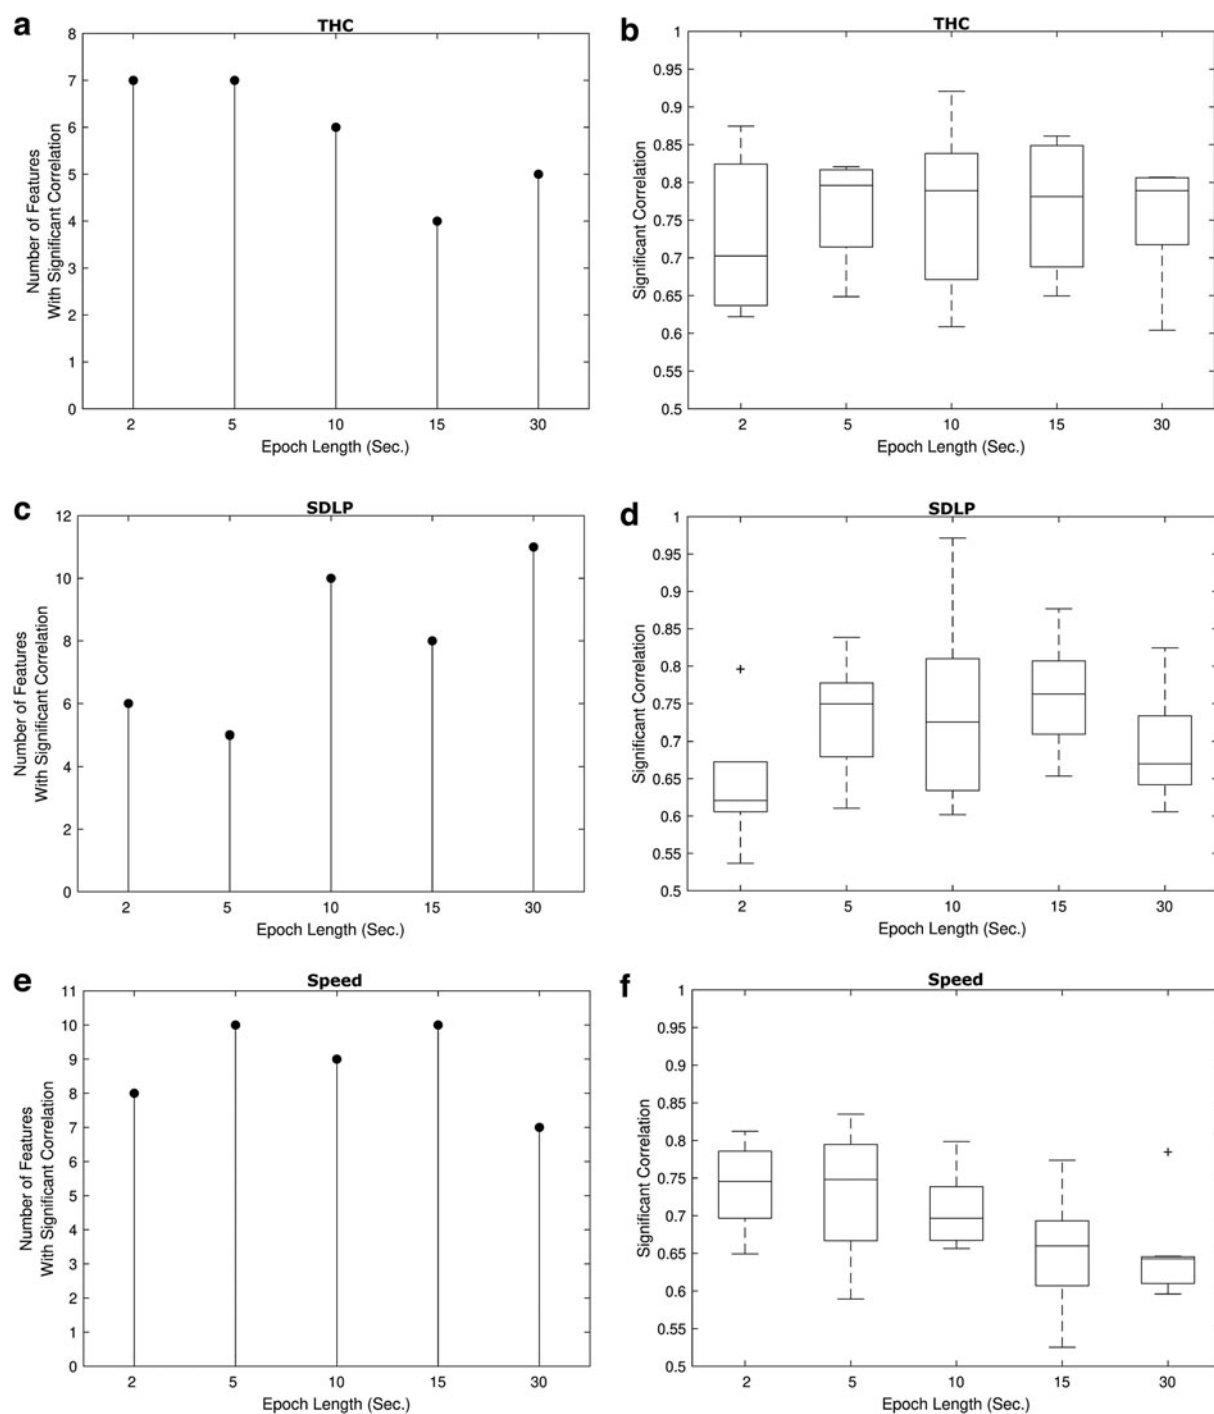 a
THC
8
7
6
5
4
3
2
1
0
Number of Features
With Significant Correlation
2 5 10 15 30
Epoch Length (Sec.)
b
THC
1
0.95
0.9
0.85
0.8
0.75
0.7
0.65
0.6
0.55
0.5
Significant Correlation
2 5 10 15 30
Epoch Length (Sec.)
c
SDLP
12
10
8
6
4
2
0
Number of Features
With Significant Correlation
2 5 10 15 30
Epoch Length (Sec.)
d
SDLP
1
0.95
0.9
0.85
0.8
0.75
0.7
0.65
0.6
0.55
0.5
Significant Correlation
2 5 10 15 30
Epoch Length (Sec.)
e
Speed
11
10
9
8
7
6
5
4
3
2
1
0
Number of Features
With Significant Correlation
2 5 10 15 30
Epoch Length (Sec.)
f
Speed
1
0.95
0.9
0.85
0.8
0.75
0.7
0.65
0.6
0.55
0.5
Significant Correlation
2 5 10 15 30
Epoch Length (Sec.)